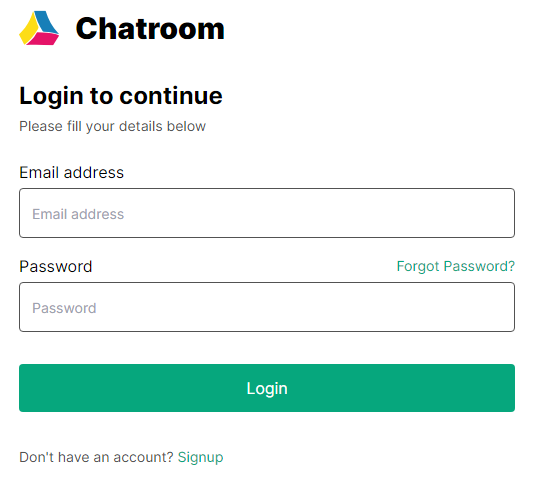 Chatroom
Login to continue
Please fill your details below
Email address
Email address
Password Forgot Password?
Password
Login
Don't have an account? Signup